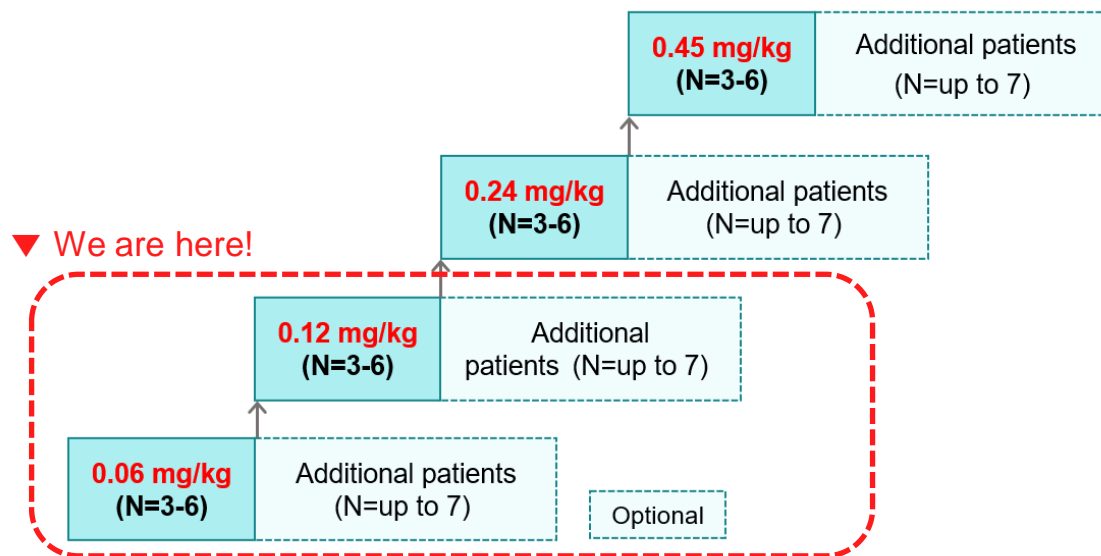 0.45 mg/kg
(N=3-6)
Additional patients
(N=up to 7)
0.24 mg/kg
(N=3-6)
Additional patients
(N=up to 7)
▼ We are here!
0.12 mg/kg
(N=3-6)
Additional
patients (N=up to 7)
0.06 mg/kg
(N=3-6)
Additional patients
(N=up to 7)
Optional